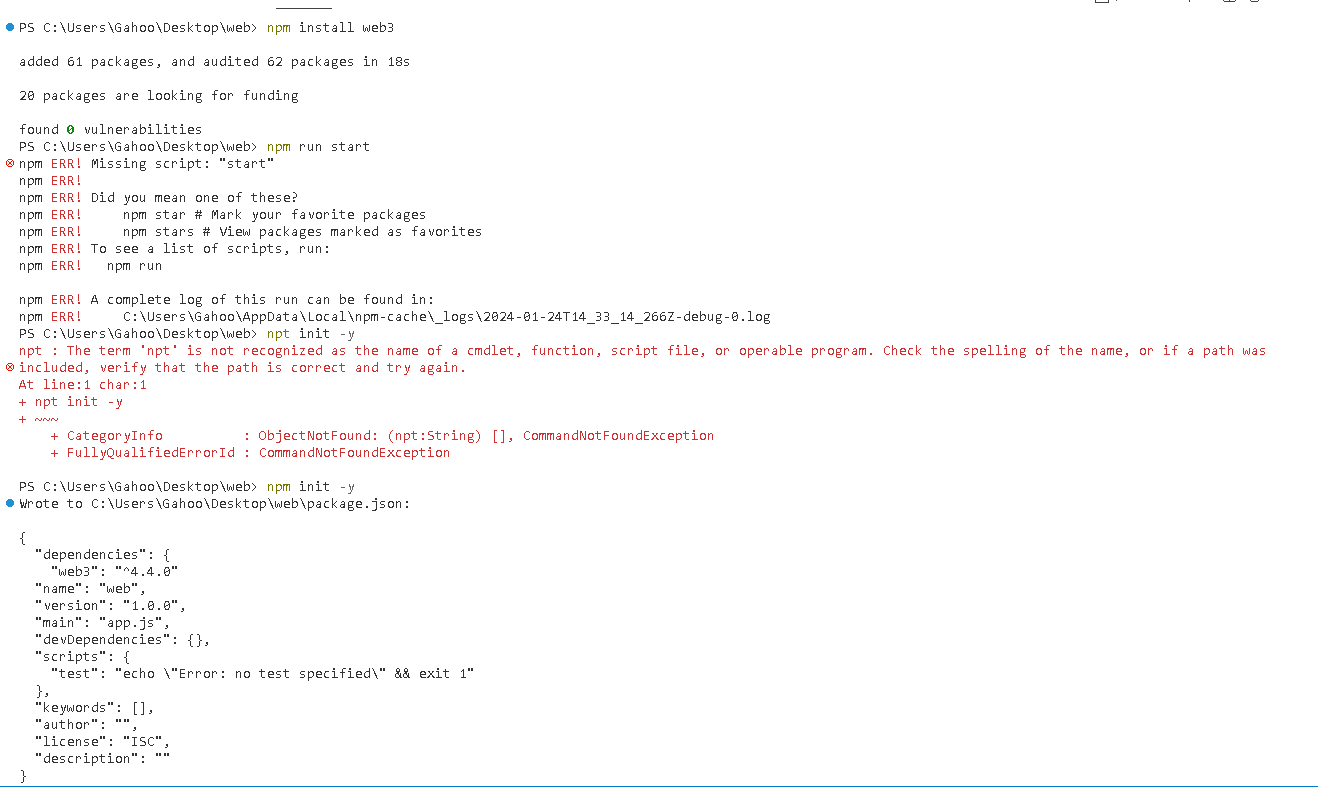 PS C:\Users\Gahoo\Desktop\web> npm install web3
added 61 packages, and audited 62 packages in 18s
20 packages are looking for funding
found 0 vulnerabilities
PS C:\Users\Gahoo\Desktop\web> npm run start
npm ERR! Missing script: "start"
npm ERR!
npm ERR! Did you mean one of these?
npm ERR!     npm star # Mark your favorite packages
npm ERR!     npm stars # View packages marked as favorites
npm ERR! To see a list of scripts, run:
npm ERR!   npm run
npm ERR! A complete log of this run can be found in:
npm ERR!     C:\Users\Gahoo\AppData\Local\npm-cache\_logs\2024-01-24T14_33_14_266Z-debug-0.log
PS C:\Users\Gahoo\Desktop\web> npt init -y
npt : The term 'npt' is not recognized as the name of a cmdlet, function, script file, or operable program. Check the spelling of the name, or if a path was
included, verify that the path is correct and try again.
At line:1 char:1
+ npt init -y
+ ~~~
    + CategoryInfo          : ObjectNotFound: (npt:String) [], CommandNotFoundException
    + FullyQualifiedErrorId : CommandNotFoundException
PS C:\Users\Gahoo\Desktop\web> npm init -y
Wrote to C:\Users\Gahoo\Desktop\web\package.json:
{
  "dependencies": {
    "web3": "^4.4.0"
  "name": "web",
  "version": "1.0.0",
  "main": "app.js",
  "devDependencies": {},
  "scripts": {
    "test": "echo \"Error: no test specified\" && exit 1"
  },
  "keywords": [],
  "author": "",
  "license": "ISC",
  "description": ""
}